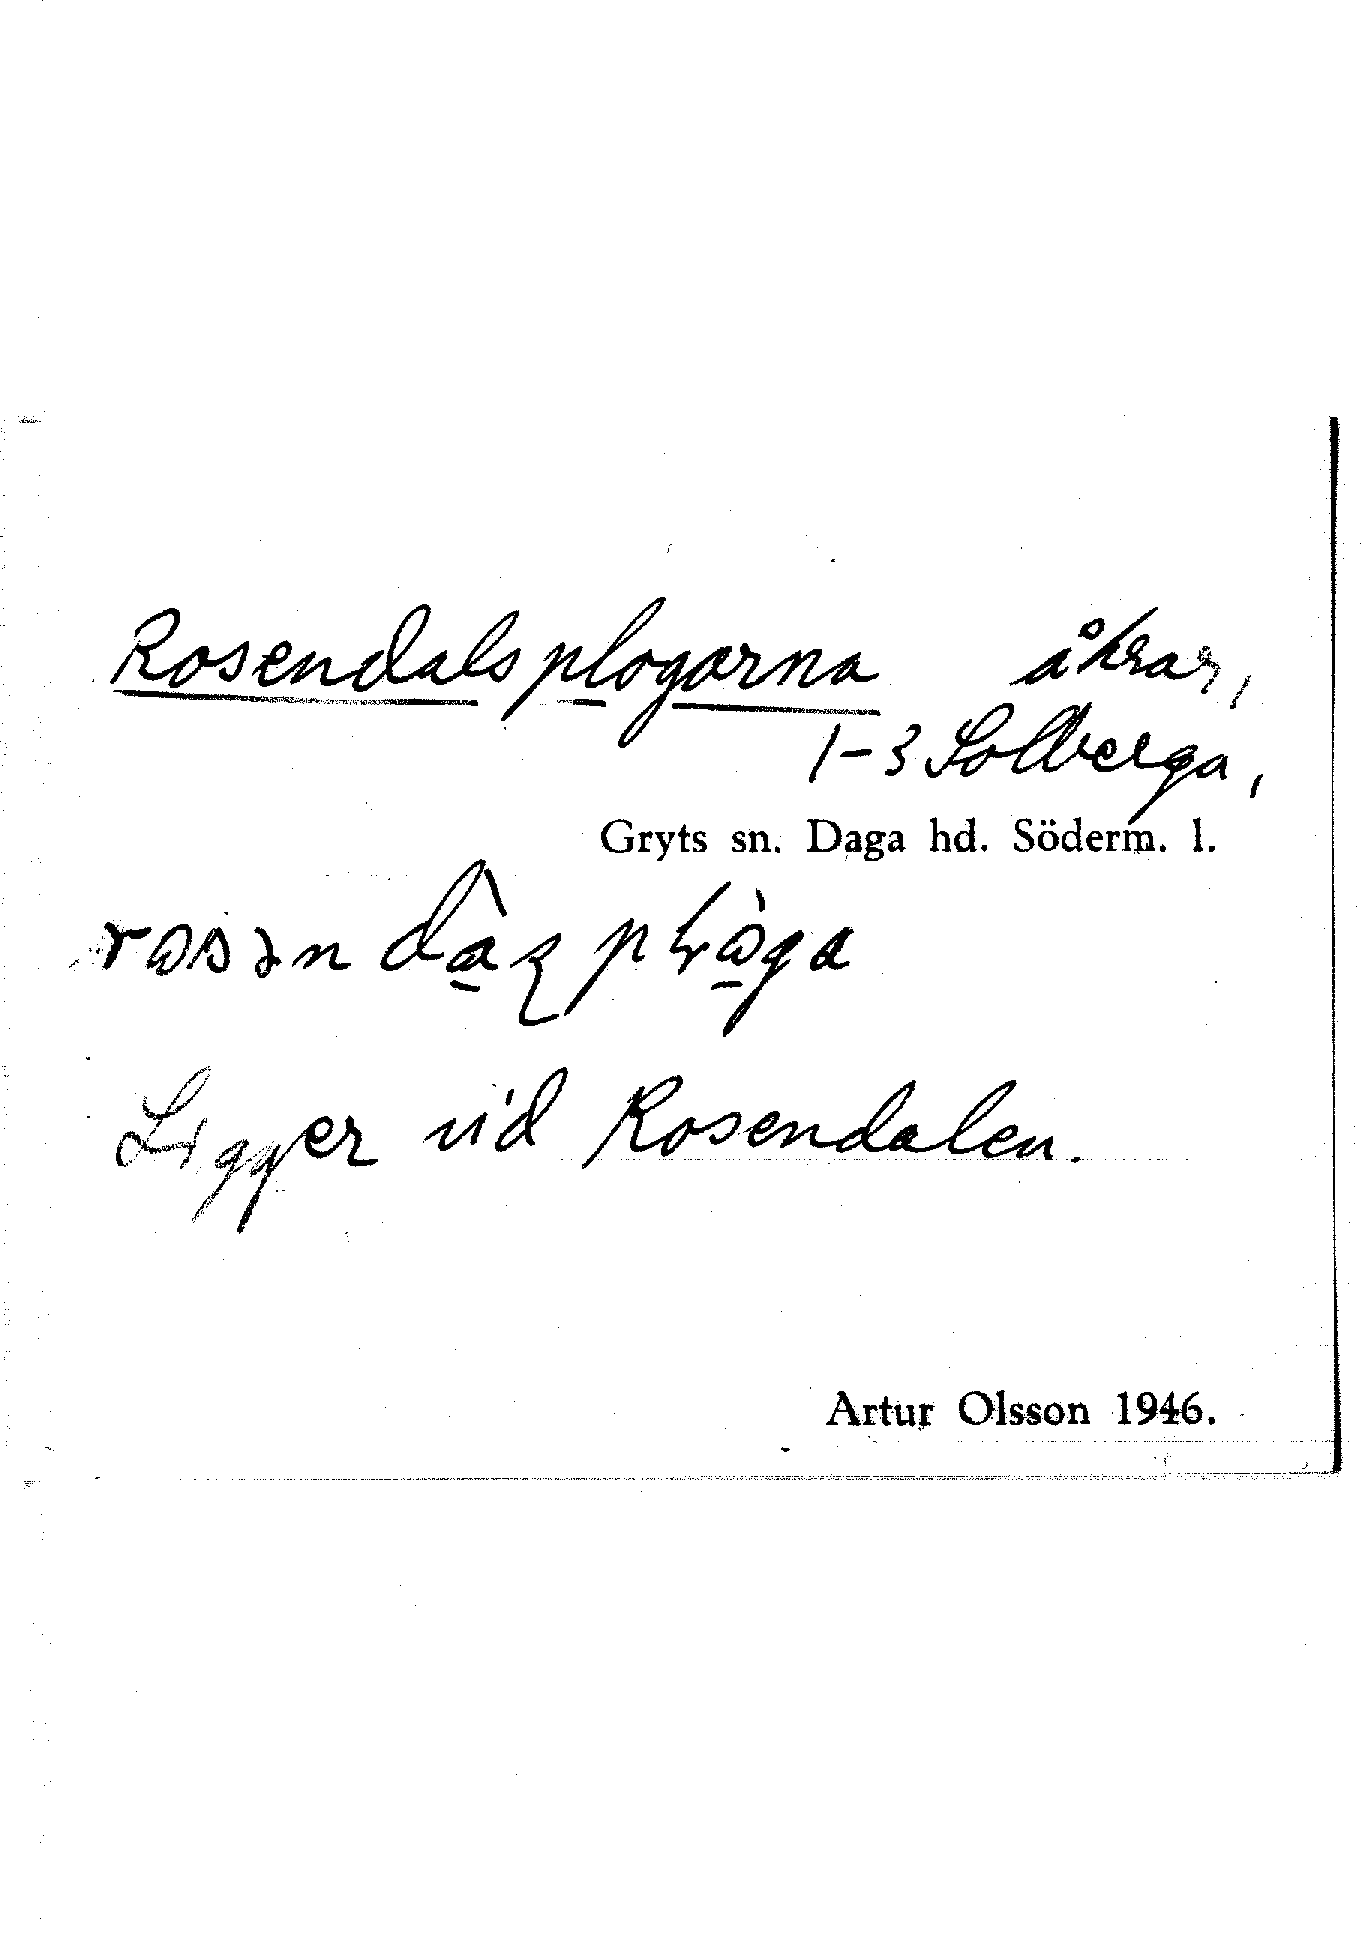 Rosendalsplogarna åkrar,
1-3 Solberga,
Gryts sn. Daga hd. Söderm. l.
Ligger vid Rosendalen.
Artur Olsson 1946.